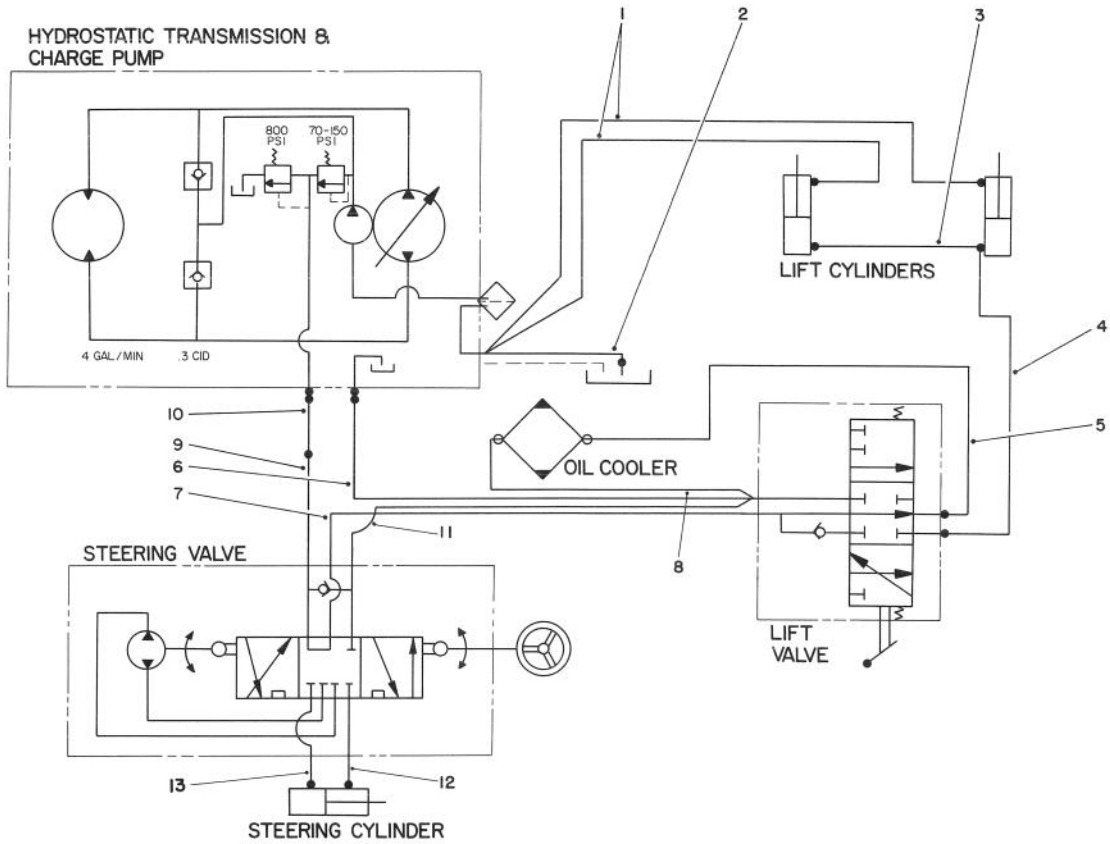 HYDROSTATIC TRANSMISSION &
CHARGE PUMP
1
2
3
800
PSI
70-150
PSI
LIFT CYLINDERS
4 GAL/MIN
.3 CID
4
10
5
9
6
OIL COOLER
7
11
8
STEERING VALVE
LIFT
VALVE
13
12
STEERING CYLINDER